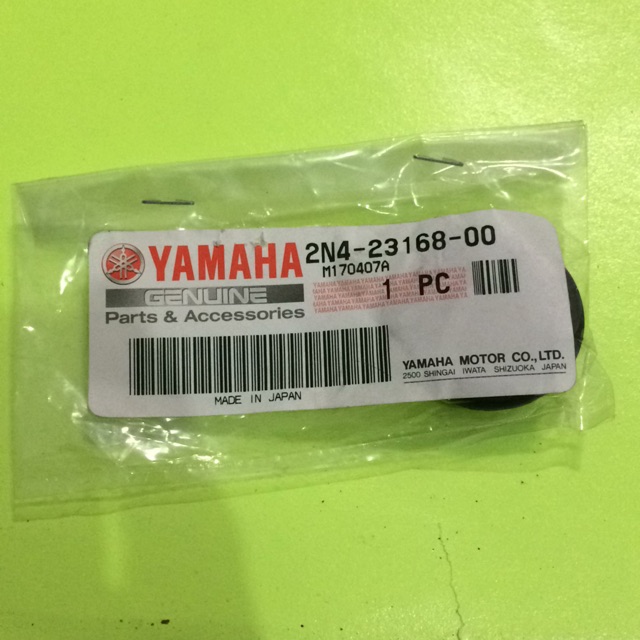 YAMAHA
GENUINE
Parts & Accessories
2N4-23168-00
M170407A
1 PC
MADE IN JAPAN
YAMAHA MOTOR CO.,LTD.
2500 SHINGAI IWATA SHIZUOKA JAPAN